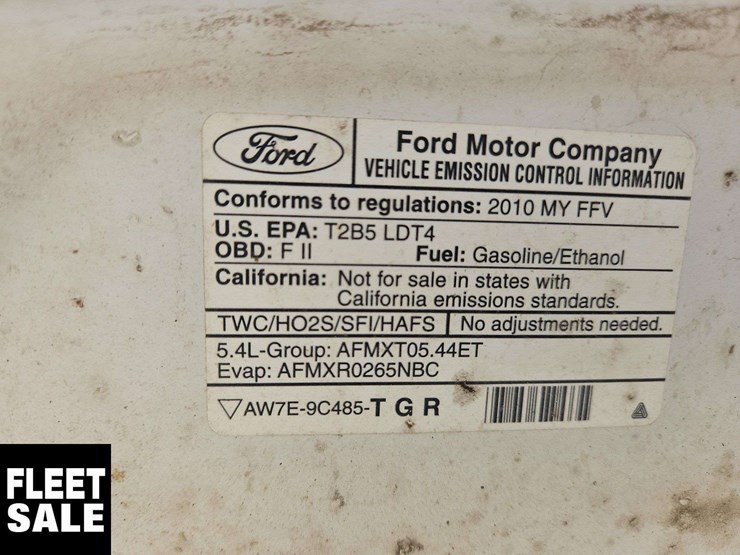 Ford
Ford Motor Company
VEHICLE EMISSION CONTROL INFORMATION
Conforms to regulations: 2010 MY FFV
U.S. EPA: T2B5 LDT4
OBD: F II Fuel: Gasoline/Ethanol
California: Not for sale in states with
California emissions standards.
TWC/HO2S/SFI/HAFS No adjustments needed.
5.4L-Group: AFMXT05.44ET
Evap: AFMXR0265NBC
AW7E-9C485-T G R
FLEET
SALE